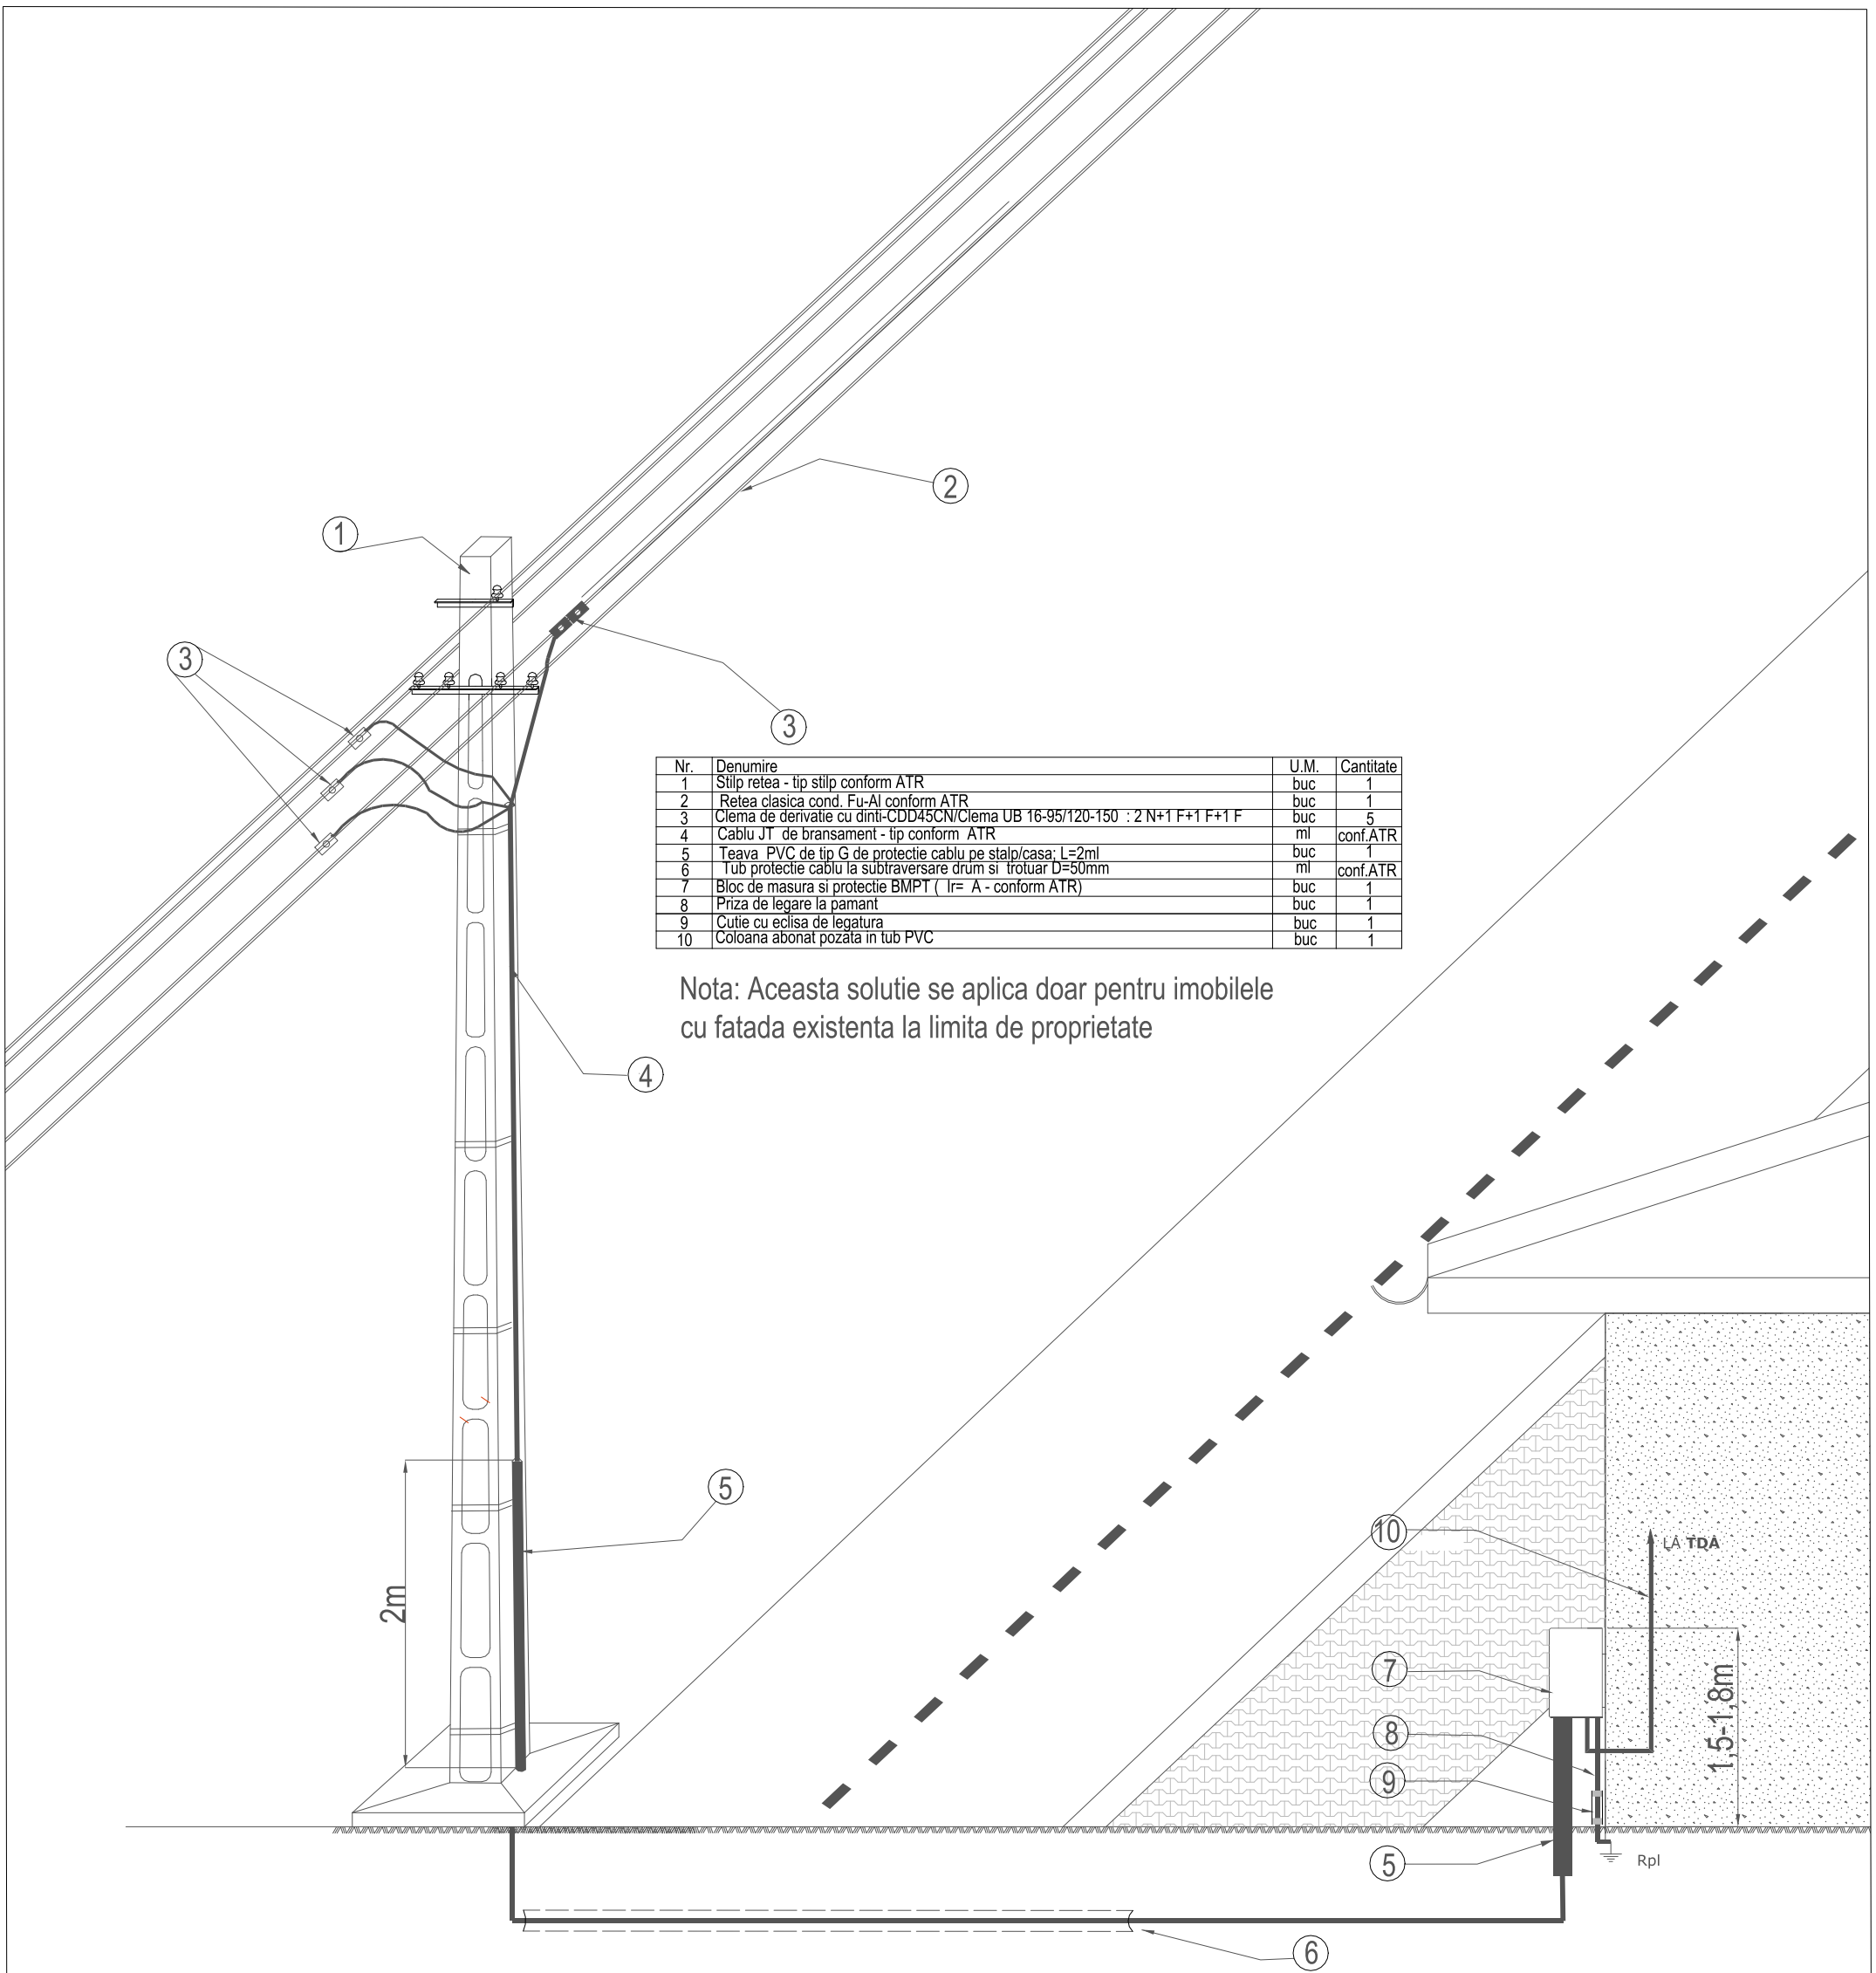 2
1
3
3
Nr. Denumire U.M. Cantitate
1 Stilp retea - tip stilp conform ATR buc 1
2 Retea clasica cond. Fu-Al conform ATR buc 1
3 Clema de derivatie cu dinti-CDD45CN/Clema UB 16-95/120-150 : 2 N+1 F+1 F+1 F buc 5
4 Cablu JT de bransament - tip conform ATR ml conf.ATR
5 Teava PVC de tip G de protectie cablu pe stalp/casa; L=2ml buc 1
6 Tub protectie cablu la subtraversare drum si trotuar D=50mm ml conf.ATR
7 Bloc de masura si protectie BMPT ( Ir= A - conform ATR) buc 1
8 Priza de legare la pamant buc 1
9 Cutie cu eclisa de legatura buc 1
10 Coloana abonat pozata in tub PVC buc 1
Nota: Aceasta solutie se aplica doar pentru imobilele
cu fatada existenta la limita de proprietate
4
5
10
LA TDA
2m
7
1,5-1,8m
8
9
5
Rpl
6